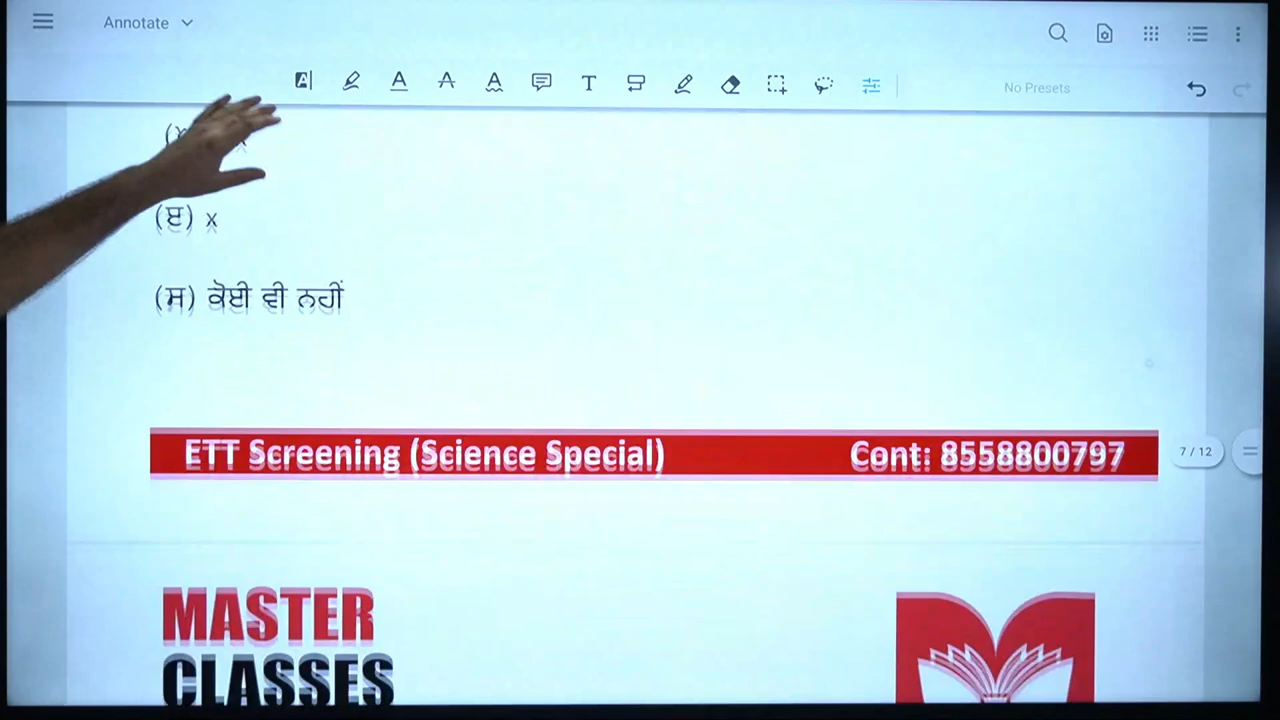 Annotate
No Presets
(ੲ) x
(ਸ) ਕੋਈ ਵੀ ਨਹੀਂ
ETT Screening (Science Special) Cont: 8558800797
7 / 12
MASTER
CLASSES